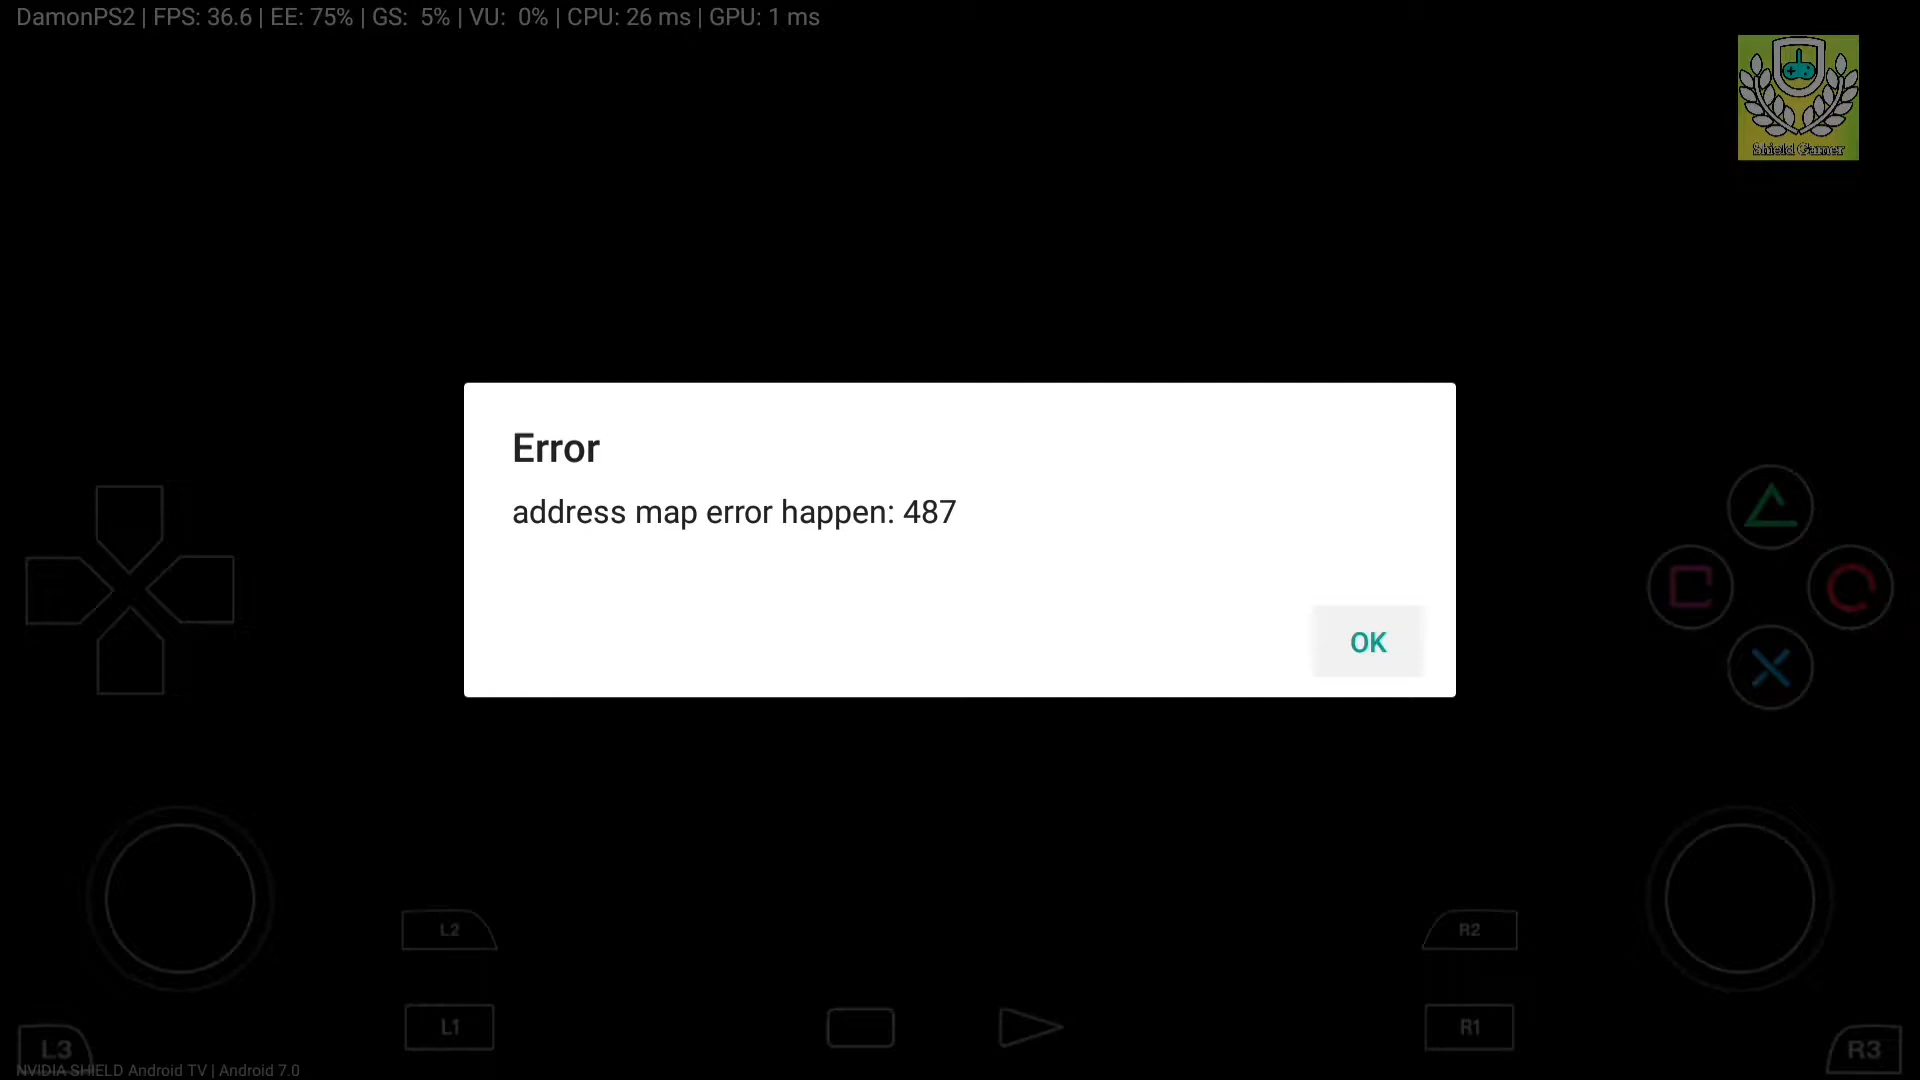 DamonPS2 | FPS: 36.6 | EE: 75% | GS: 5% | VU: 0% | CPU: 26 ms | GPU: 1 ms
Shield Gamer
Error
address map error happen: 487
OK
L2
R2
L1
R1
L3
R3
NVIDIA SHIELD Android TV | Android 7.0